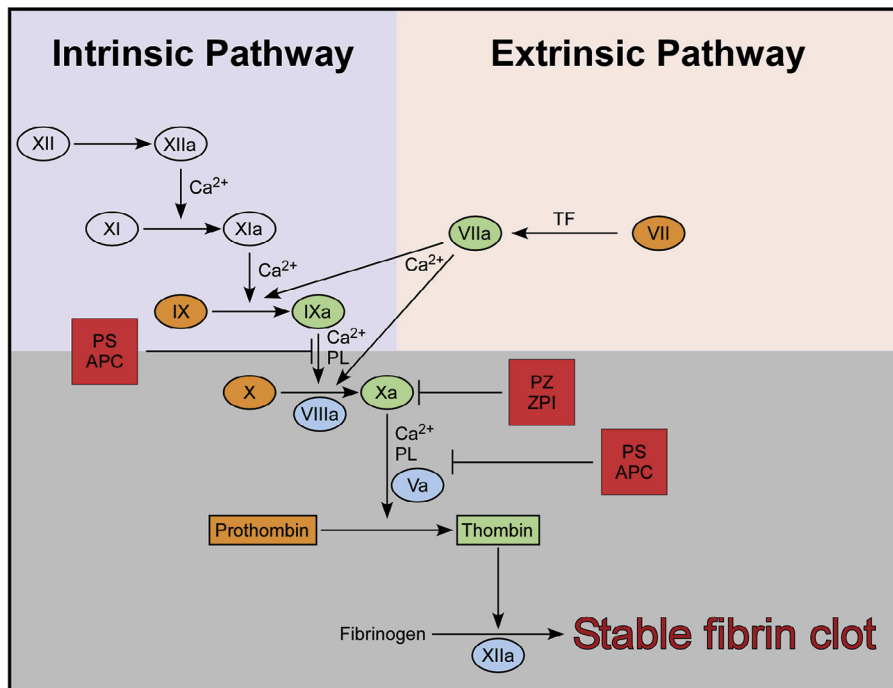 Intrinsic Pathway
Extrinsic Pathway
XII
XIIa
Ca2+
XI
XIa
VIIa
TF
VII
Ca2+
Ca2+
IX
IXa
PS
APC
Ca2+
PL
X
VIIIa
Xa
PZ
ZPI
Ca2+
PL
Va
PS
APC
Prothombin
Thombin
Fibrinogen
XIIa
Stable fibrin clot